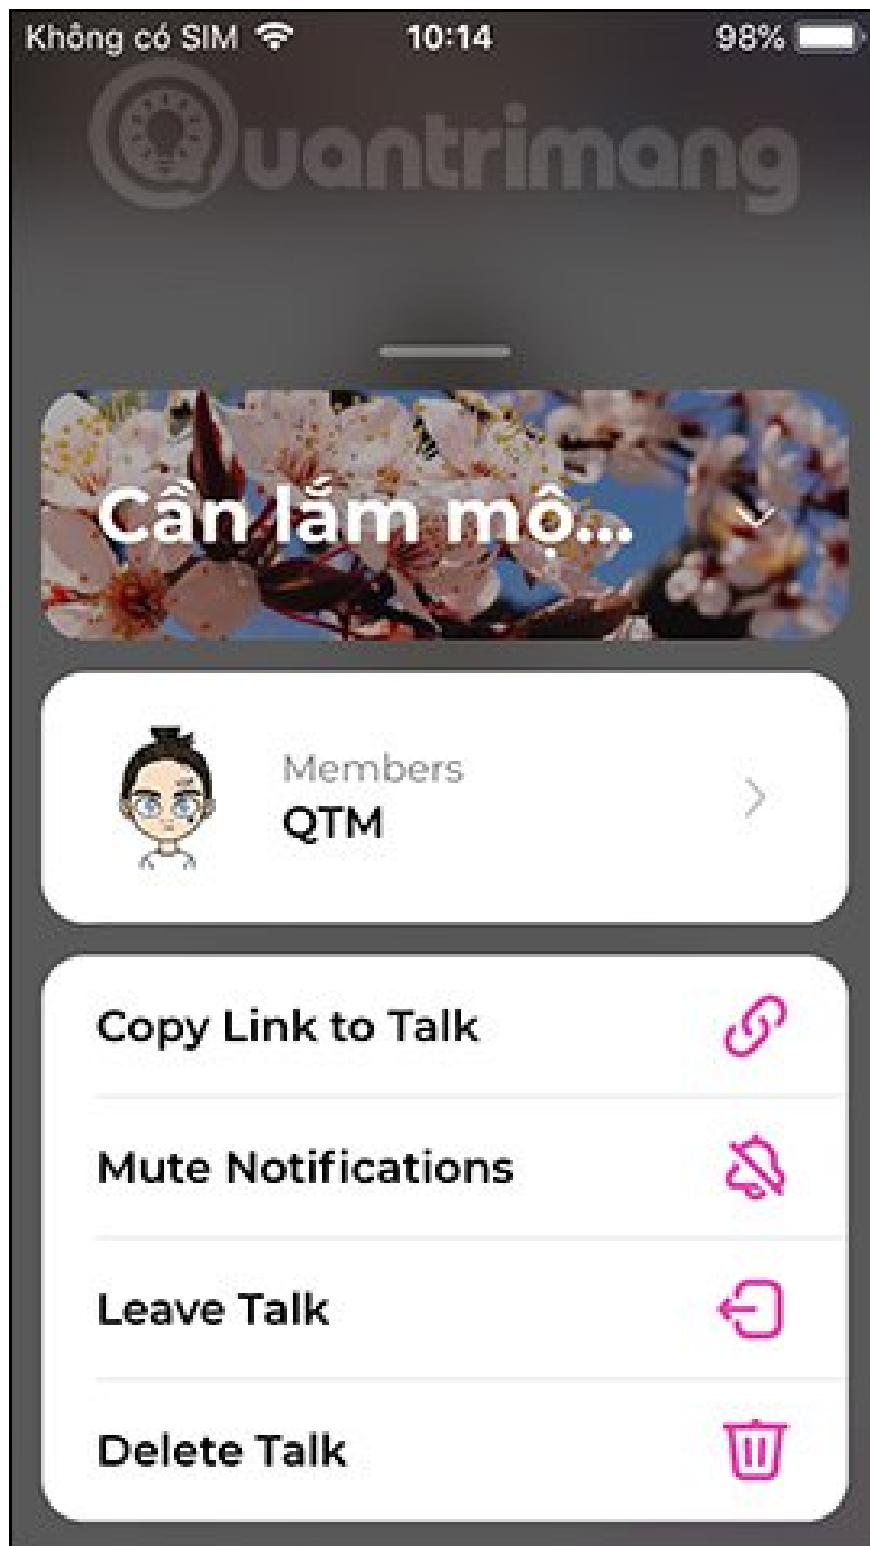 Không có SIM 10:14 98%
Quantrimang
Cần lắm mộ...
Members
QTM
Copy Link to Talk
Mute Notifications
Leave Talk
Delete Talk